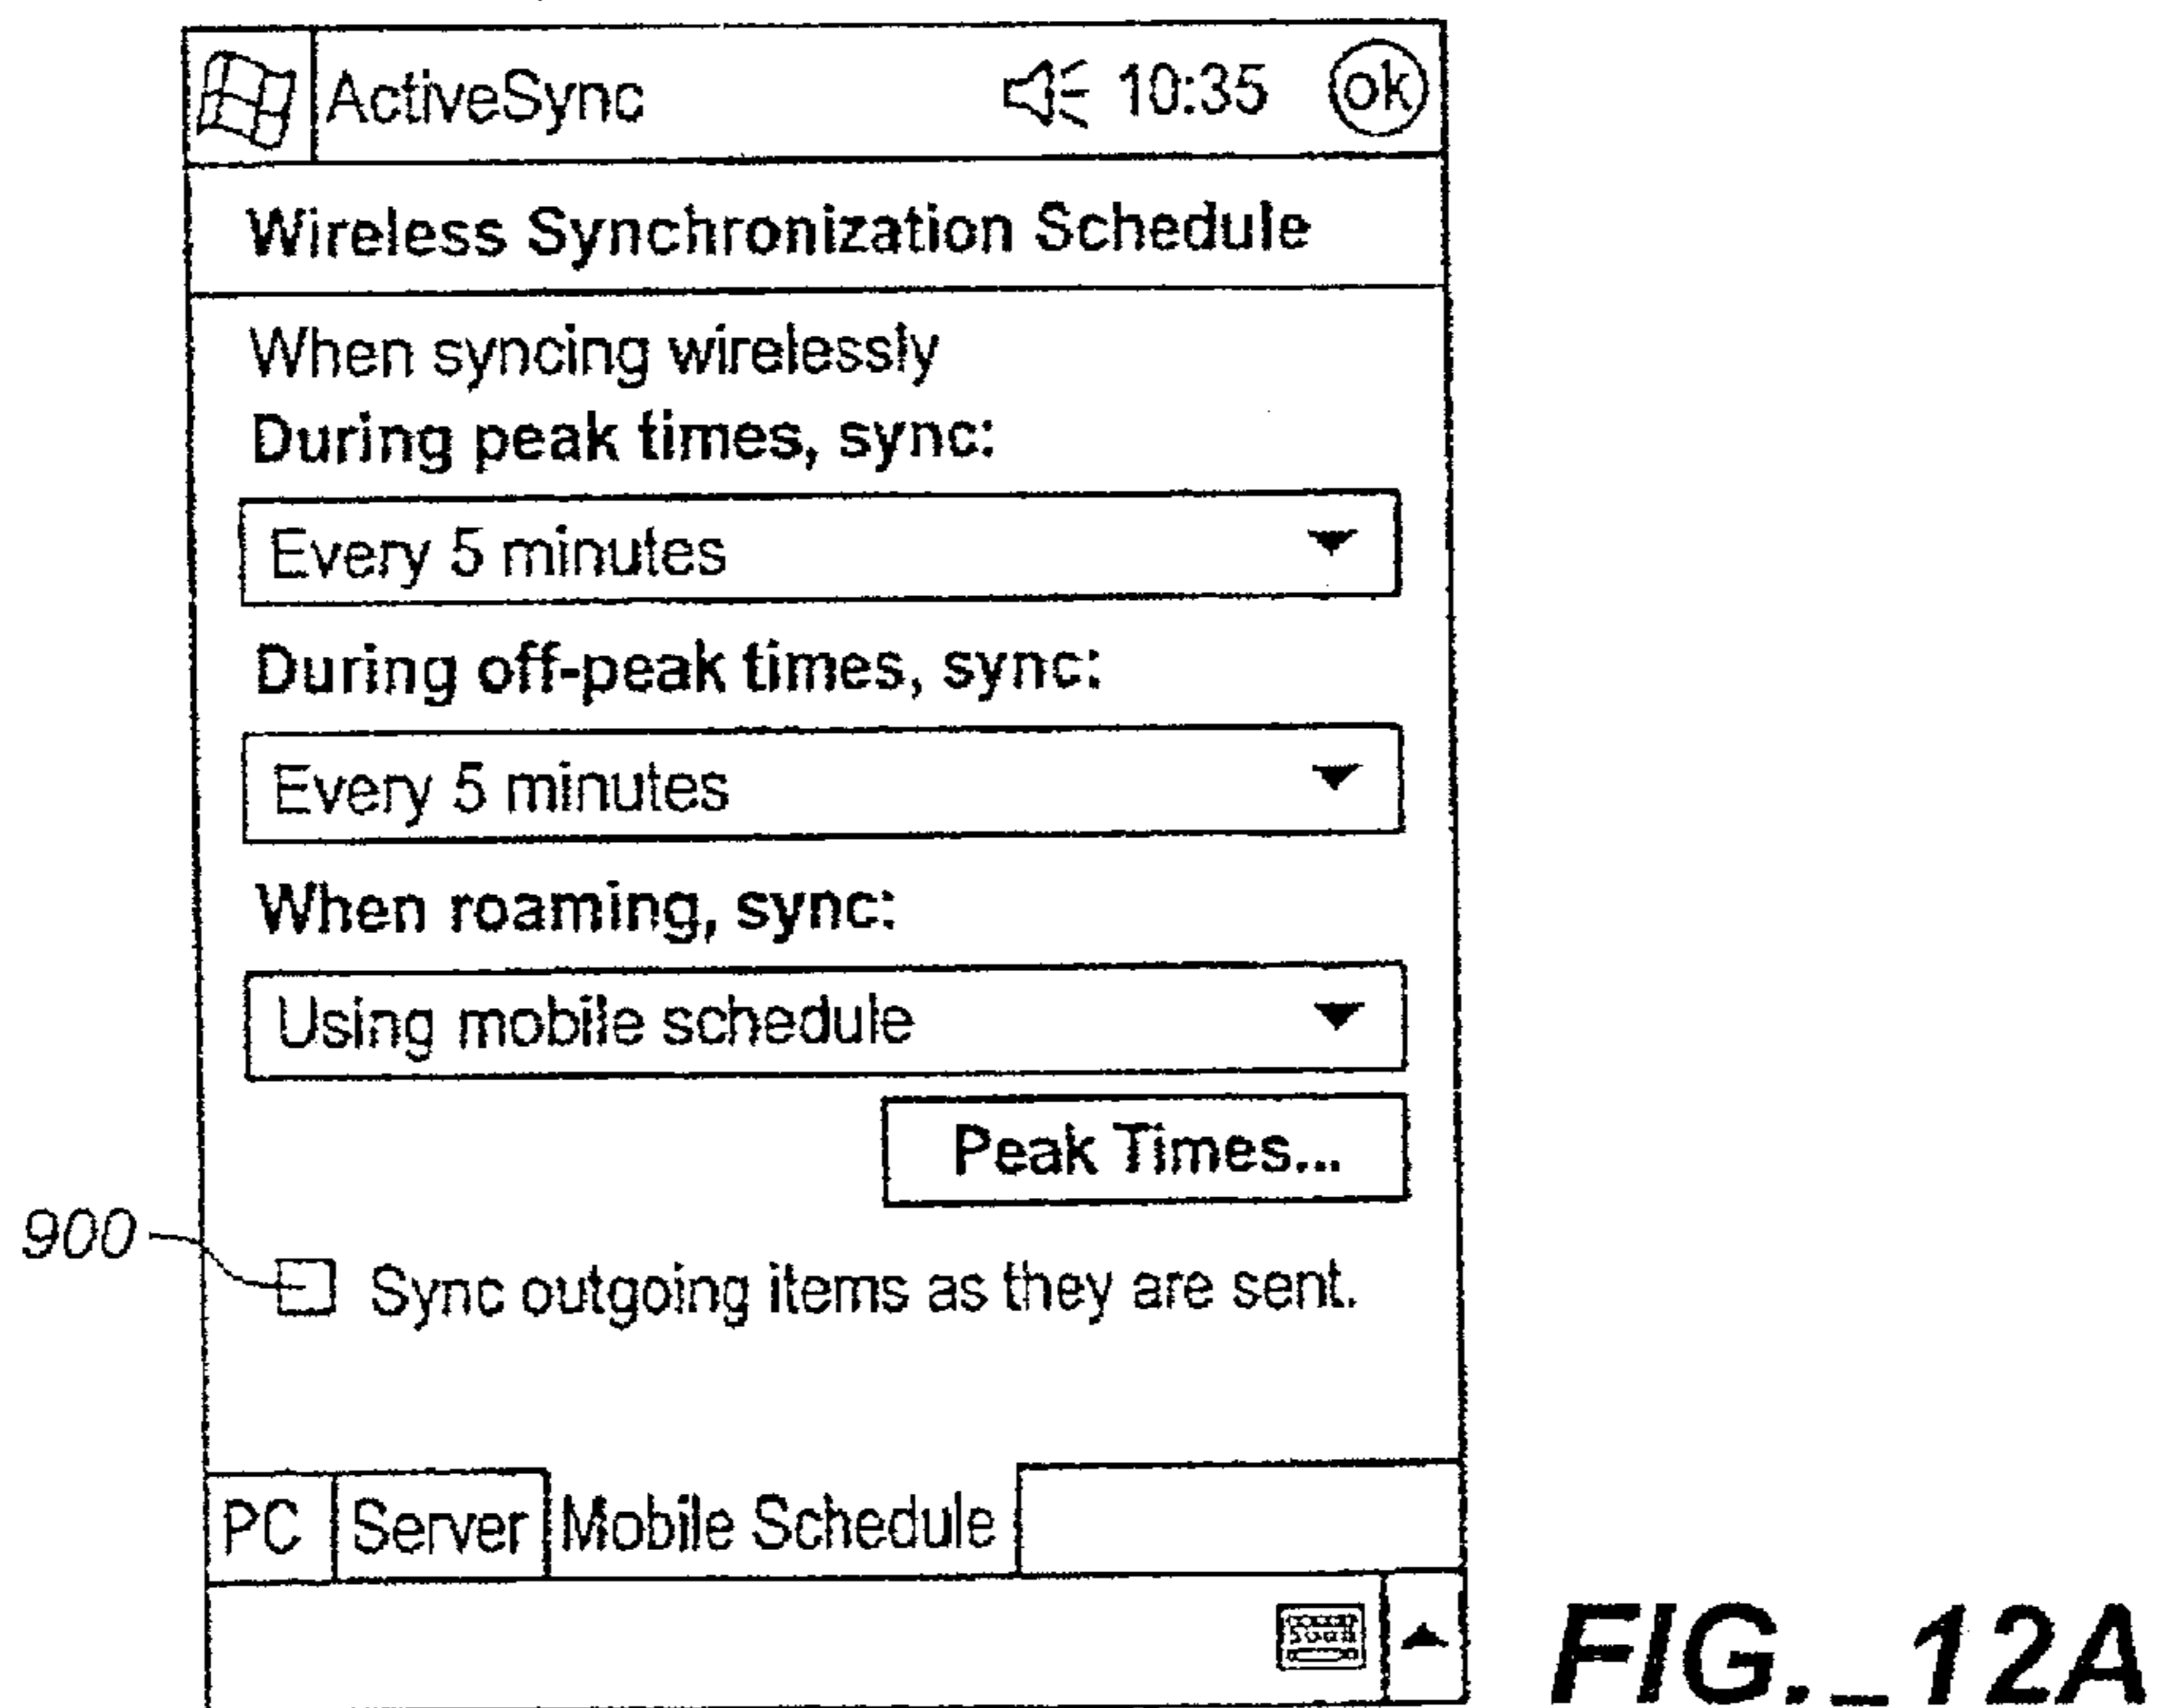 ActiveSync 10:35 ok
Wireless Synchronization Schedule
When syncing wirelessly
During peak times, sync:
Every 5 minutes
During off-peak times, sync:
Every 5 minutes
When roaming, sync:
Using mobile schedule
Peak Times...
900
Sync outgoing items as they are sent.
PC Server Mobile Schedule
FIG._12A